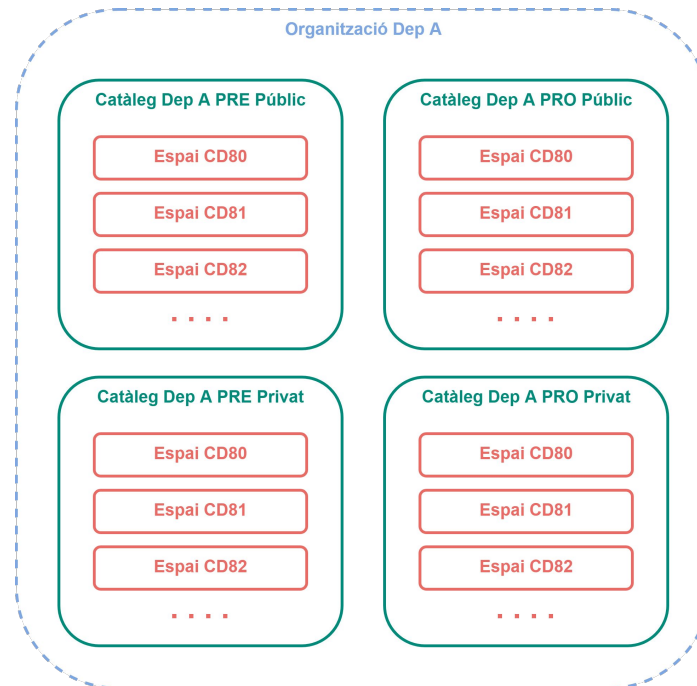 Organització Dep A
Catàleg Dep A PRE Públic
Espai CD80
Espai CD81
Espai CD82
. . . .
Catàleg Dep A PRO Públic
Espai CD80
Espai CD81
Espai CD82
. . . .
Catàleg Dep A PRE Privat
Espai CD80
Espai CD81
Espai CD82
. . . .
Catàleg Dep A PRO Privat
Espai CD80
Espai CD81
Espai CD82
. . . .